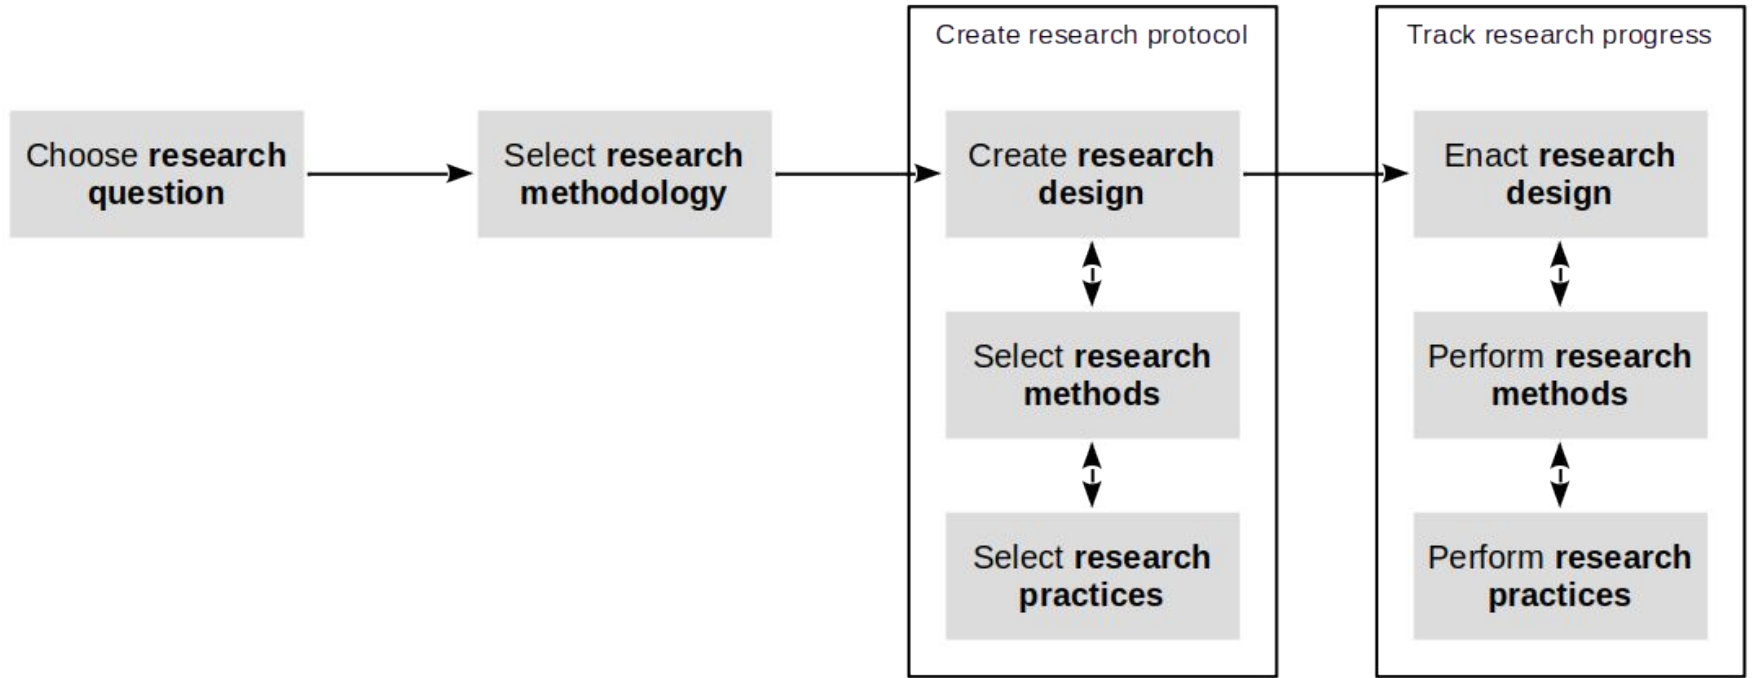 Create research protocol
Track research progress
Choose research
question
Select research
methodology
Create research
design
Enact research
design
Select research
methods
Perform research
methods
Select research
practices
Perform research
practices